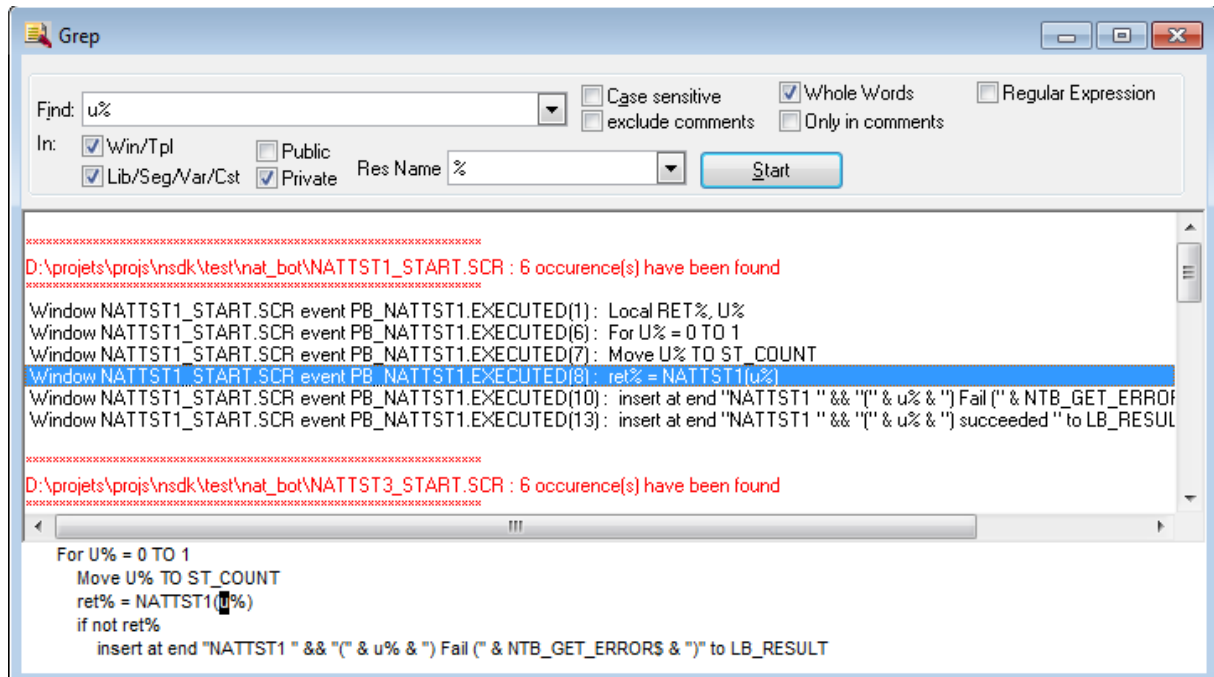 Grep
Find: u%
Case sensitive
Whole Words
Regular Expression
exclude comments
Only in comments
In:
Win/Tpl
Public
Lib/Seg/Var/Cst
Private
Res Name %
Start
********************************************************************
D:\projets\projs\nsdk\test\nat_bot\NATTST1_START.SCR : 6 occurence(s) have been found
********************************************************************
Window NATTST1_START.SCR event PB_NATTST1.EXECUTED(1) : Local RET%, U%
Window NATTST1_START.SCR event PB_NATTST1.EXECUTED(6) : For U% = 0 TO 1
Window NATTST1_START.SCR event PB_NATTST1.EXECUTED(7) : Move U% TO ST_COUNT
Window NATTST1_START.SCR event PB_NATTST1.EXECUTED(8) : ret% = NATTST1(u%)
Window NATTST1_START.SCR event PB_NATTST1.EXECUTED(10) : insert at end "NATTST1 " && "(" & u% & ") Fail (" & NTB_GET_ERROR
Window NATTST1_START.SCR event PB_NATTST1.EXECUTED(13) : insert at end "NATTST1 " && "(" & u% & ") succeeded " to LB_RESUL
********************************************************************
D:\projets\projs\nsdk\test\nat_bot\NATTST3_START.SCR : 6 occurence(s) have been found
********************************************************************
For U% = 0 TO 1
Move U% TO ST_COUNT
ret% = NATTST1(u%)
if not ret%
insert at end "NATTST1 " && "(" & u% & ") Fail (" & NTB_GET_ERROR$ & ")" to LB_RESULT